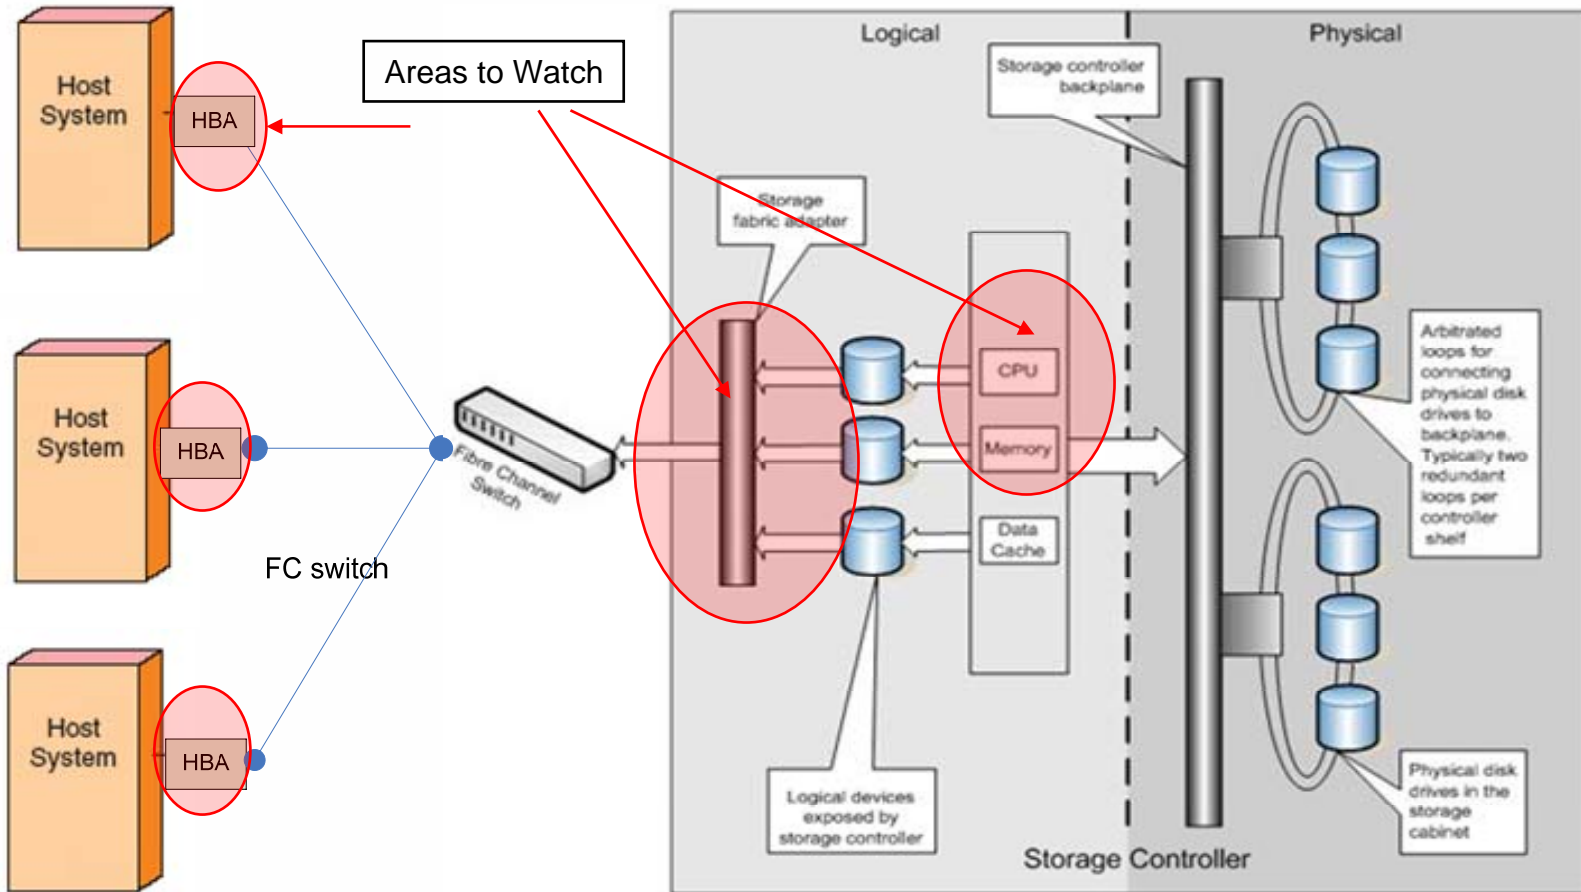 Host
System
HBA
Areas to Watch
Logical
Physical
Storage controller
backplane
Storage
fabric adapter
Host
System
HBA
Fibre Channel
Switch
CPU
Memory
Data
Cache
Arbitrated
loops for
connecting
physical disk
drives to
backplane.
Typically two
redundant
loops per
controller
shelf
FC switch
Host
System
HBA
Logical devices
exposed by
storage controller
Physical disk
drives in the
storage
cabinet
Storage Controller